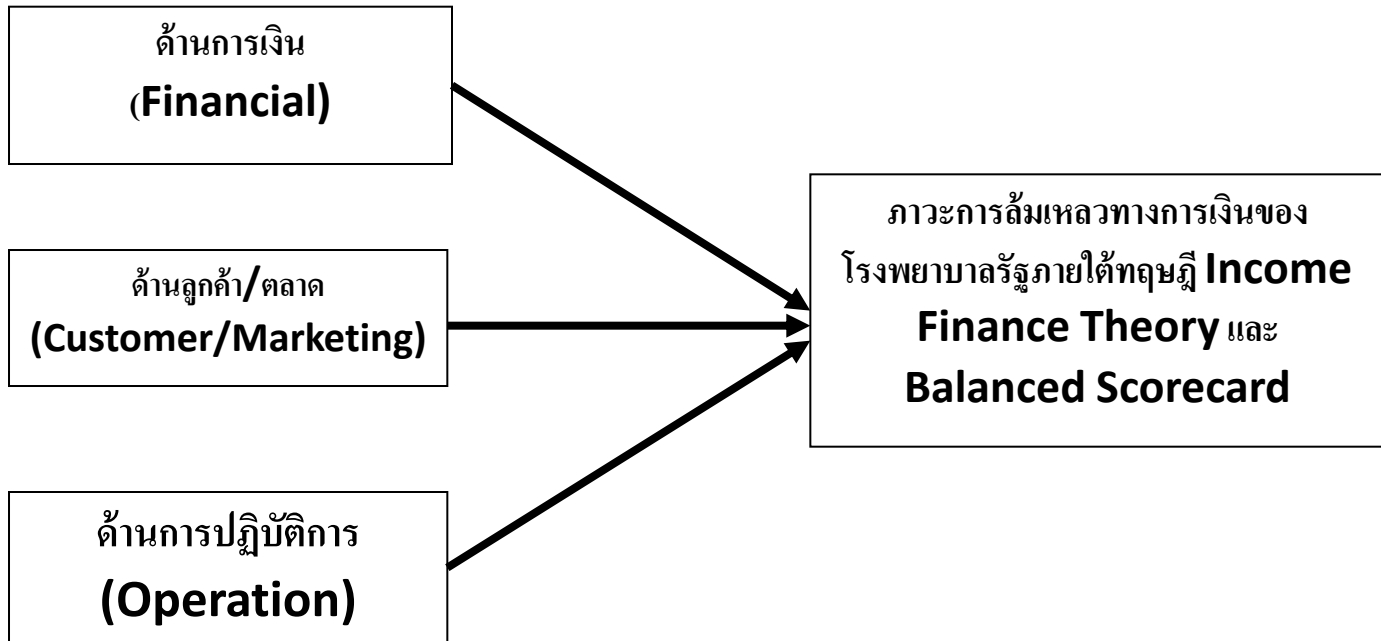 ด้านการเงิน
(Financial)
ด้านลูกค้า/ตลาด
(Customer/Marketing)
ด้านการปฏิบัติการ
(Operation)
ภาวะการล้มเหลวทางการเงินของ
โรงพยาบาลรัฐภายใต้ทฤษฎี Income
Finance Theory และ
Balanced Scorecard